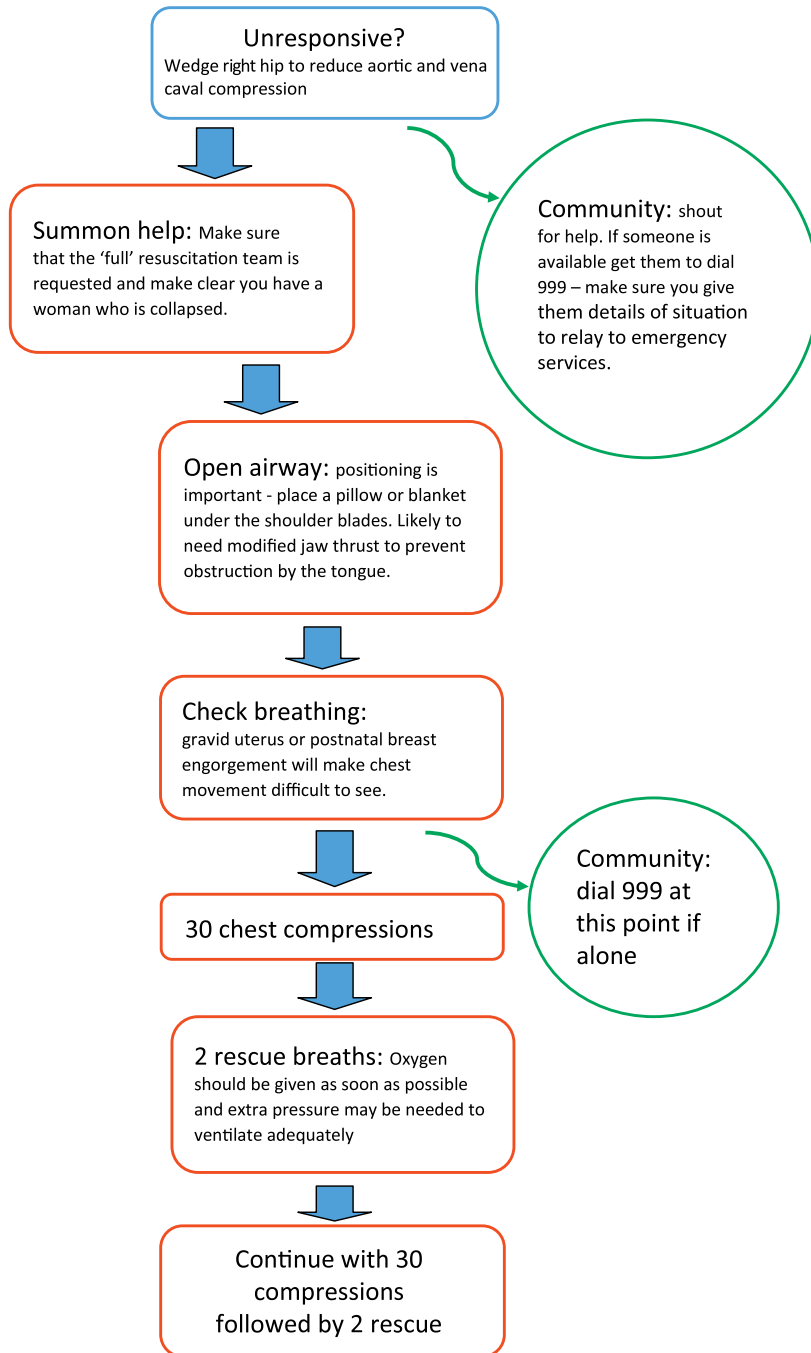 Unresponsive?
Wedge right hip to reduce aortic and vena
caval compression
Summon help: Make sure
that the ‘full’ resuscitation team is
requested and make clear you have a
woman who is collapsed.
Community: shout
for help. If someone is
available get them to dial
999 – make sure you give
them details of situation
to relay to emergency
services.
Open airway: positioning is
important - place a pillow or blanket
under the shoulder blades. Likely to
need modified jaw thrust to prevent
obstruction by the tongue.
Check breathing:
gravid uterus or postnatal breast
engorgement will make chest
movement difficult to see.
Community:
dial 999 at
this point if
alone
30 chest compressions
2 rescue breaths: Oxygen
should be given as soon as possible
and extra pressure may be needed to
ventilate adequately
Continue with 30
compressions
followed by 2 rescue